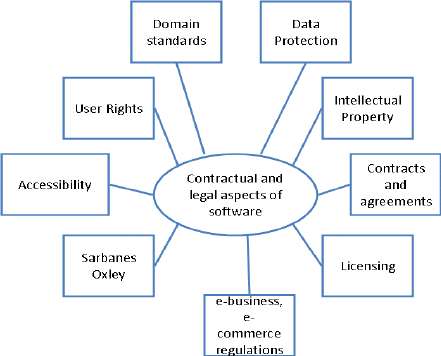 Domain
standards
Data
Protection
User Rights
Intellectual
Property
Accessibility
Contractual and
legal aspects of
software
Contracts
and
agreements
Sarbanes
Oxley
Licensing
e-business,
e-
commerce
regulations